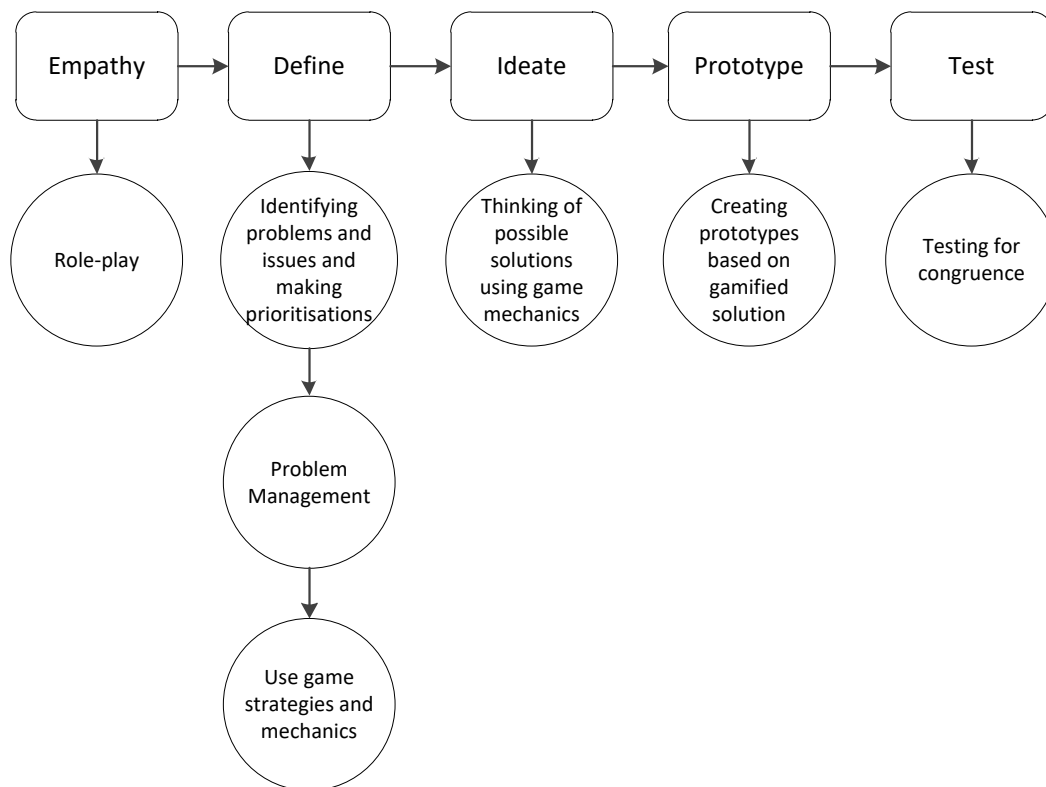 Empathy
Define
Ideate
Prototype
Test
Role-play
Identifying
problems and
issues and
making
prioritisations
Thinking of
possible
solutions
using game
mechanics
Creating
prototypes
based on
gamified
solution
Testing for
congruence
Problem
Management
Use game
strategies and
mechanics